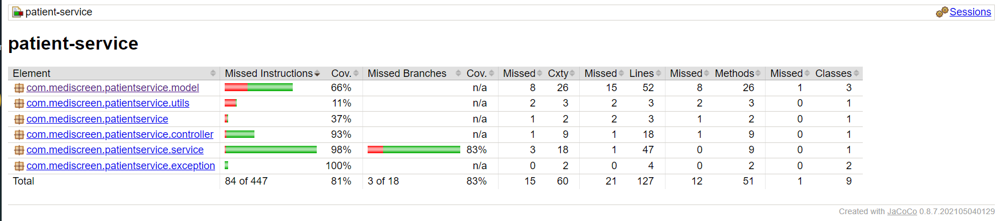 patient-service Sessions
patient-service
Element Missed Instructions Cov. Missed Branches Cov. Missed Cxty Missed Lines Missed Methods Missed Classes
com.mediscreen.patientservice.model 66% n/a 8 26 15 52 8 26 1 3
com.mediscreen.patientservice.utils 11% n/a 2 3 2 3 2 3 0 1
com.mediscreen.patientservice 37% n/a 1 2 2 3 1 2 0 1
com.mediscreen.patientservice.controller 93% n/a 1 9 1 18 1 9 0 1
com.mediscreen.patientservice.service 98% 83% 3 18 1 47 0 9 0 1
com.mediscreen.patientservice.exception 100% n/a 0 2 0 4 0 2 0 2
Total 84 of 447 81% 3 of 18 83% 15 60 21 127 12 51 1 9
Created with JaCoCo 0.8.7.202105040129